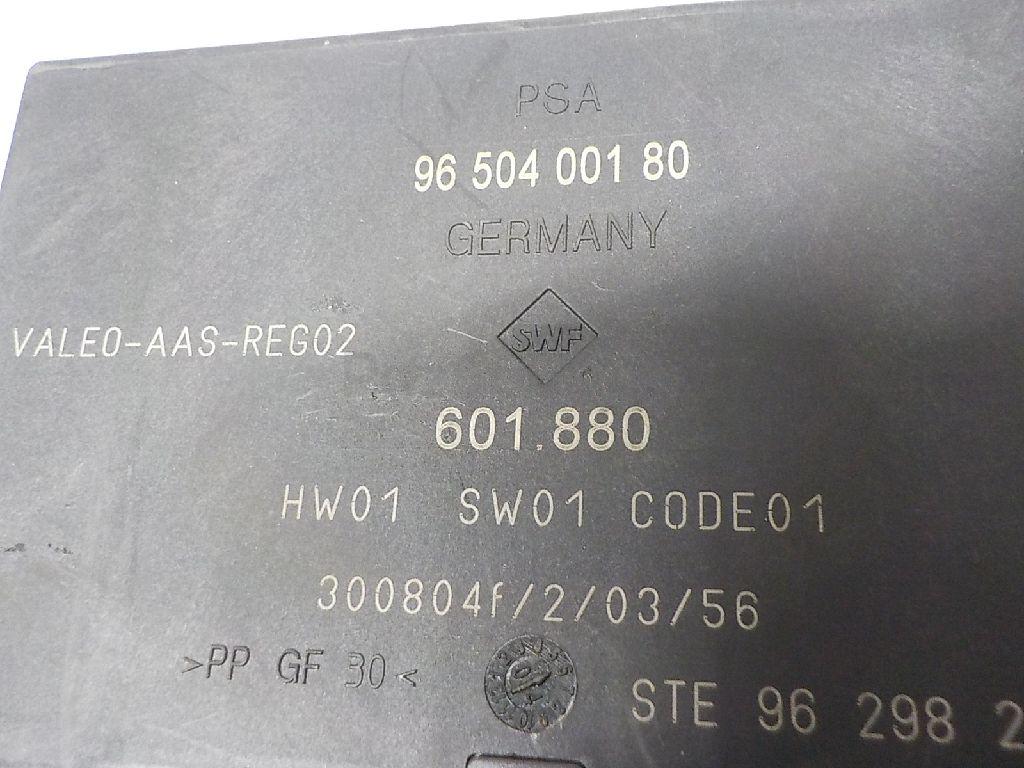 PSA
96 504 001 80
GERMANY
VALEO-AAS-REG02
SWF
601.880
HW01 SW01 CODE01
300804f/2/03/56
>PP GF 30<
STE 96 298 2